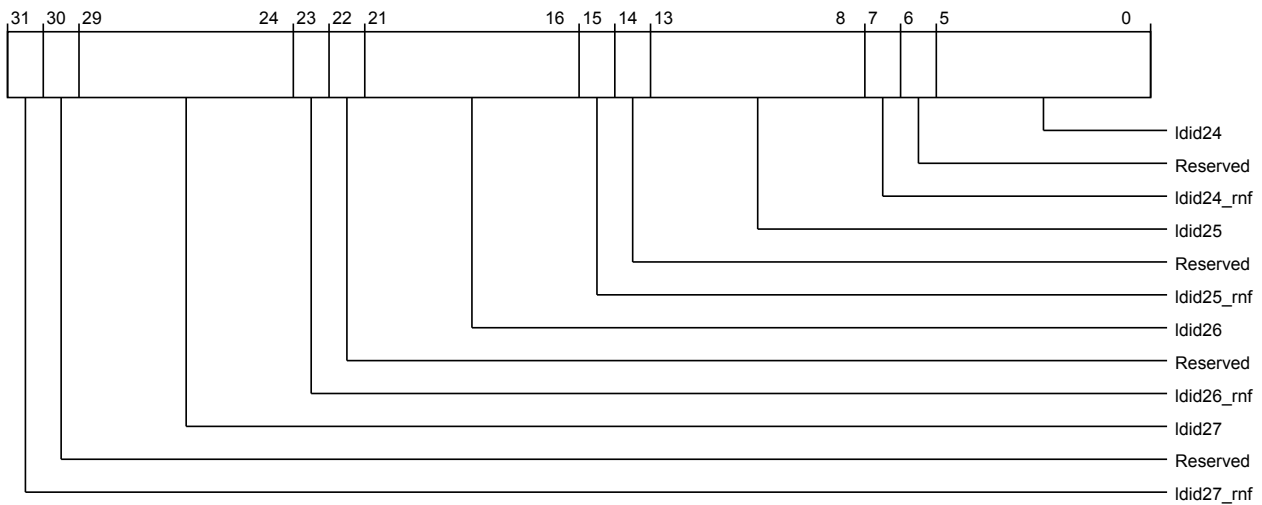 31 30 29 24 23 22 21 16 15 14 13 8 7 6 5 0
ldid24
Reserved
ldid24_rnf
ldid25
Reserved
ldid25_rnf
ldid26
Reserved
ldid26_rnf
ldid27
Reserved
ldid27_rnf